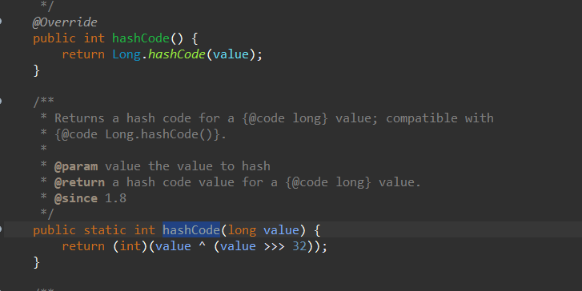 */
@Override
public int hashCode() {
return Long.hashCode(value);
}
/**
* Returns a hash code for a {@code long} value; compatible with
* {@code Long.hashCode()}.
*
* @param value the value to hash
* @return a hash code value for a {@code long} value.
* @since 1.8
*/
public static int hashCode(long value) {
return (int)(value ^ (value >>> 32));
}
/**